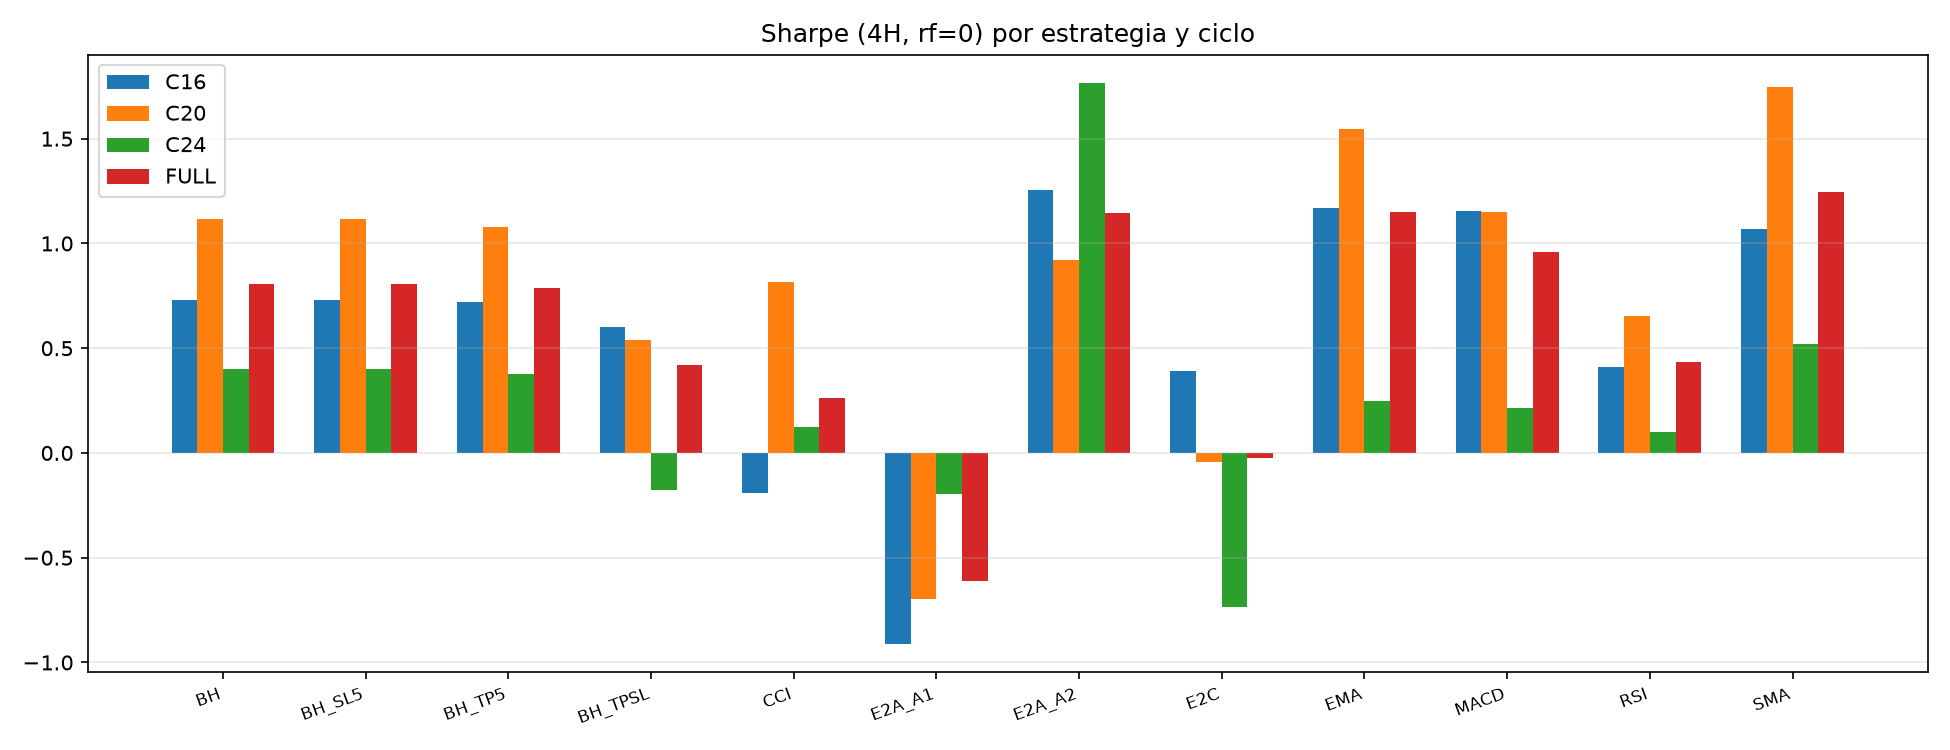 Sharpe (4H, rf=0) por estrategia y ciclo
C16
C20
C24
FULL
1.5
1.0
0.5
0.0
−0.5
−1.0
BH
BH_SL5
BH_TP5
BH_TPSL
CCI
E2A_A1
E2A_A2
E2C
EMA
MACD
RSI
SMA